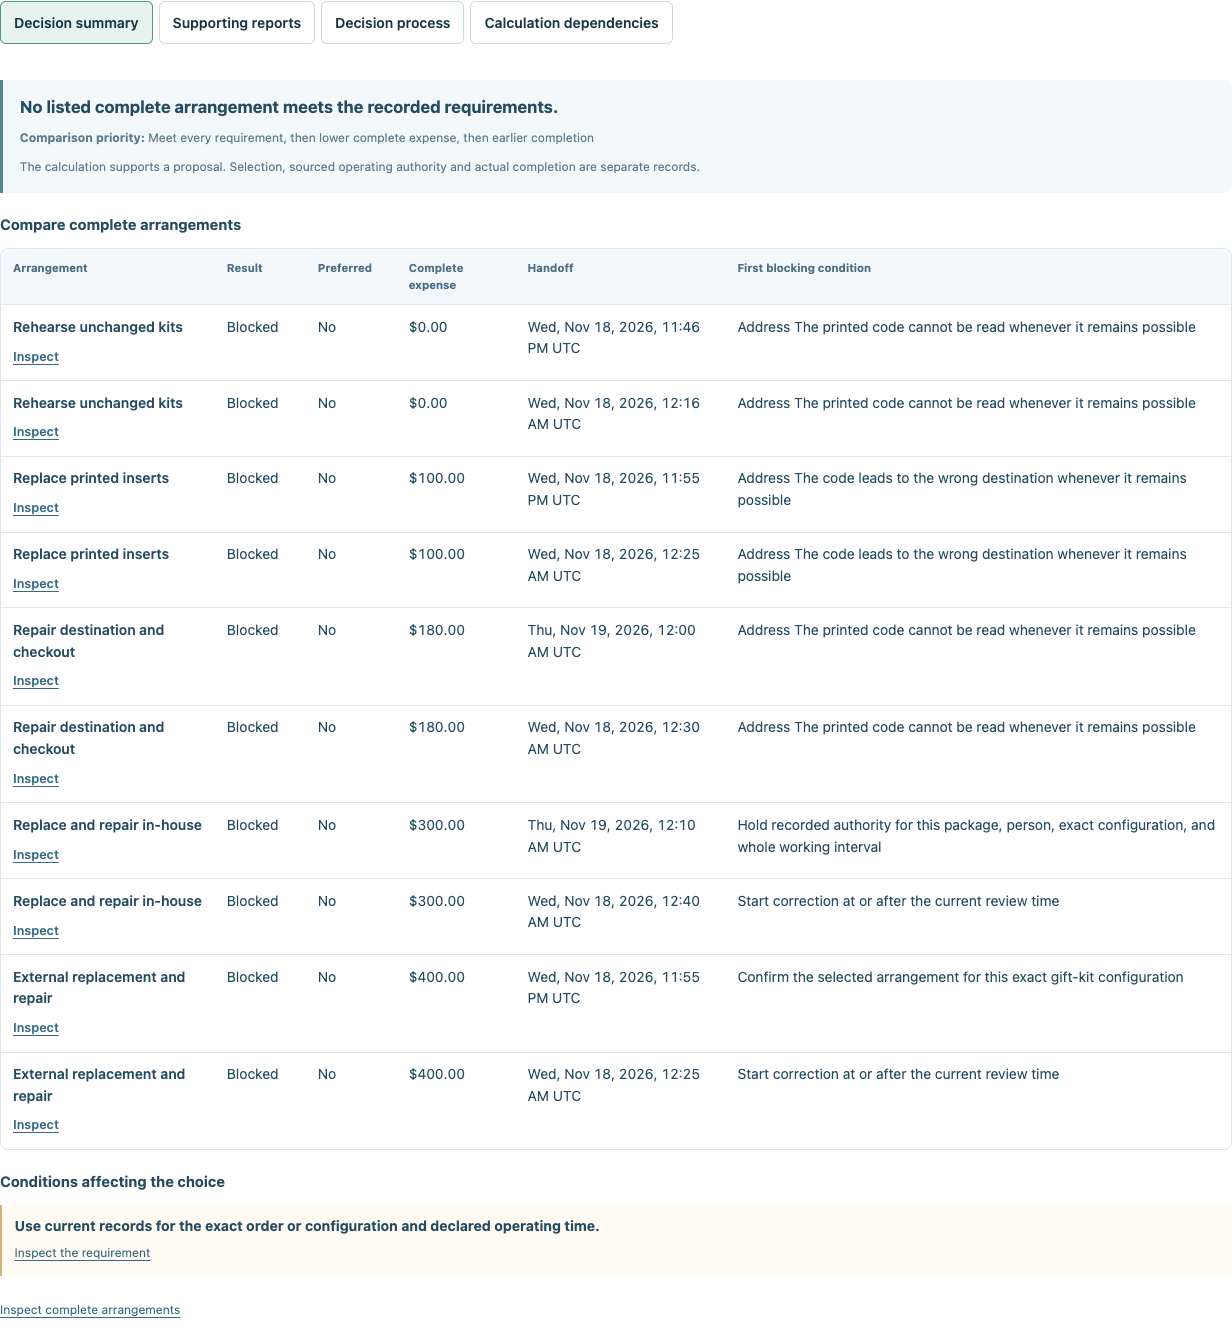 Decision summary
Supporting reports
Decision process
Calculation dependencies
No listed complete arrangement meets the recorded requirements.
Comparison priority: Meet every requirement, then lower complete expense, then earlier completion
The calculation supports a proposal. Selection, sourced operating authority and actual completion are separate records.
Compare complete arrangements
Arrangement
Result
Preferred
Complete
expense
Handoff
First blocking condition
Rehearse unchanged kits
Inspect
Blocked
No
$0.00
Wed, Nov 18, 2026, 11:46
PM UTC
Address The printed code cannot be read whenever it remains possible
Rehearse unchanged kits
Inspect
Blocked
No
$0.00
Wed, Nov 18, 2026, 12:16
AM UTC
Address The printed code cannot be read whenever it remains possible
Replace printed inserts
Inspect
Blocked
No
$100.00
Wed, Nov 18, 2026, 11:55
PM UTC
Address The code leads to the wrong destination whenever it remains
possible
Replace printed inserts
Inspect
Blocked
No
$100.00
Wed, Nov 18, 2026, 12:25
AM UTC
Address The code leads to the wrong destination whenever it remains
possible
Repair destination and
checkout
Inspect
Blocked
No
$180.00
Thu, Nov 19, 2026, 12:00
AM UTC
Address The printed code cannot be read whenever it remains possible
Repair destination and
checkout
Inspect
Blocked
No
$180.00
Wed, Nov 18, 2026, 12:30
AM UTC
Address The printed code cannot be read whenever it remains possible
Replace and repair in-house
Inspect
Blocked
No
$300.00
Thu, Nov 19, 2026, 12:10
AM UTC
Hold recorded authority for this package, person, exact configuration, and
whole working interval
Replace and repair in-house
Inspect
Blocked
No
$300.00
Wed, Nov 18, 2026, 12:40
AM UTC
Start correction at or after the current review time
External replacement and
repair
Inspect
Blocked
No
$400.00
Wed, Nov 18, 2026, 11:55
PM UTC
Confirm the selected arrangement for this exact gift-kit configuration
External replacement and
repair
Inspect
Blocked
No
$400.00
Wed, Nov 18, 2026, 12:25
AM UTC
Start correction at or after the current review time
Conditions affecting the choice
Use current records for the exact order or configuration and declared operating time.
Inspect the requirement
Inspect complete arrangements